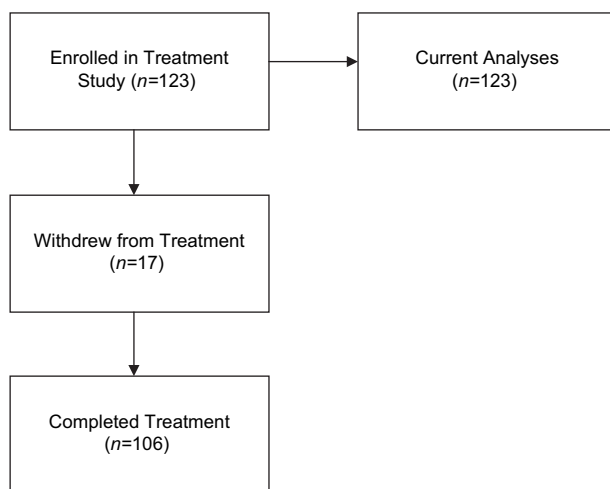 Enrolled in Treatment
Study (n=123)
Current Analyses
(n=123)
Withdrew from Treatment
(n=17)
Completed Treatment
(n=106)